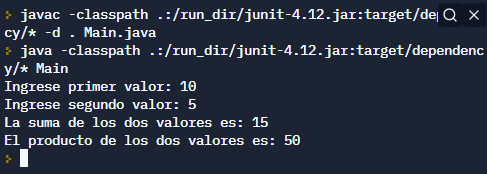 › javac -classpath .:/run_dir/junit-4.12.jar:target/dep
cy/* -d . Main.java
› java -classpath .:/run_dir/junit-4.12.jar:target/dependenc
y/* Main
Ingrese primer valor: 10
Ingrese segundo valor: 5
La suma de los dos valores es: 15
El producto de los dos valores es: 50
›